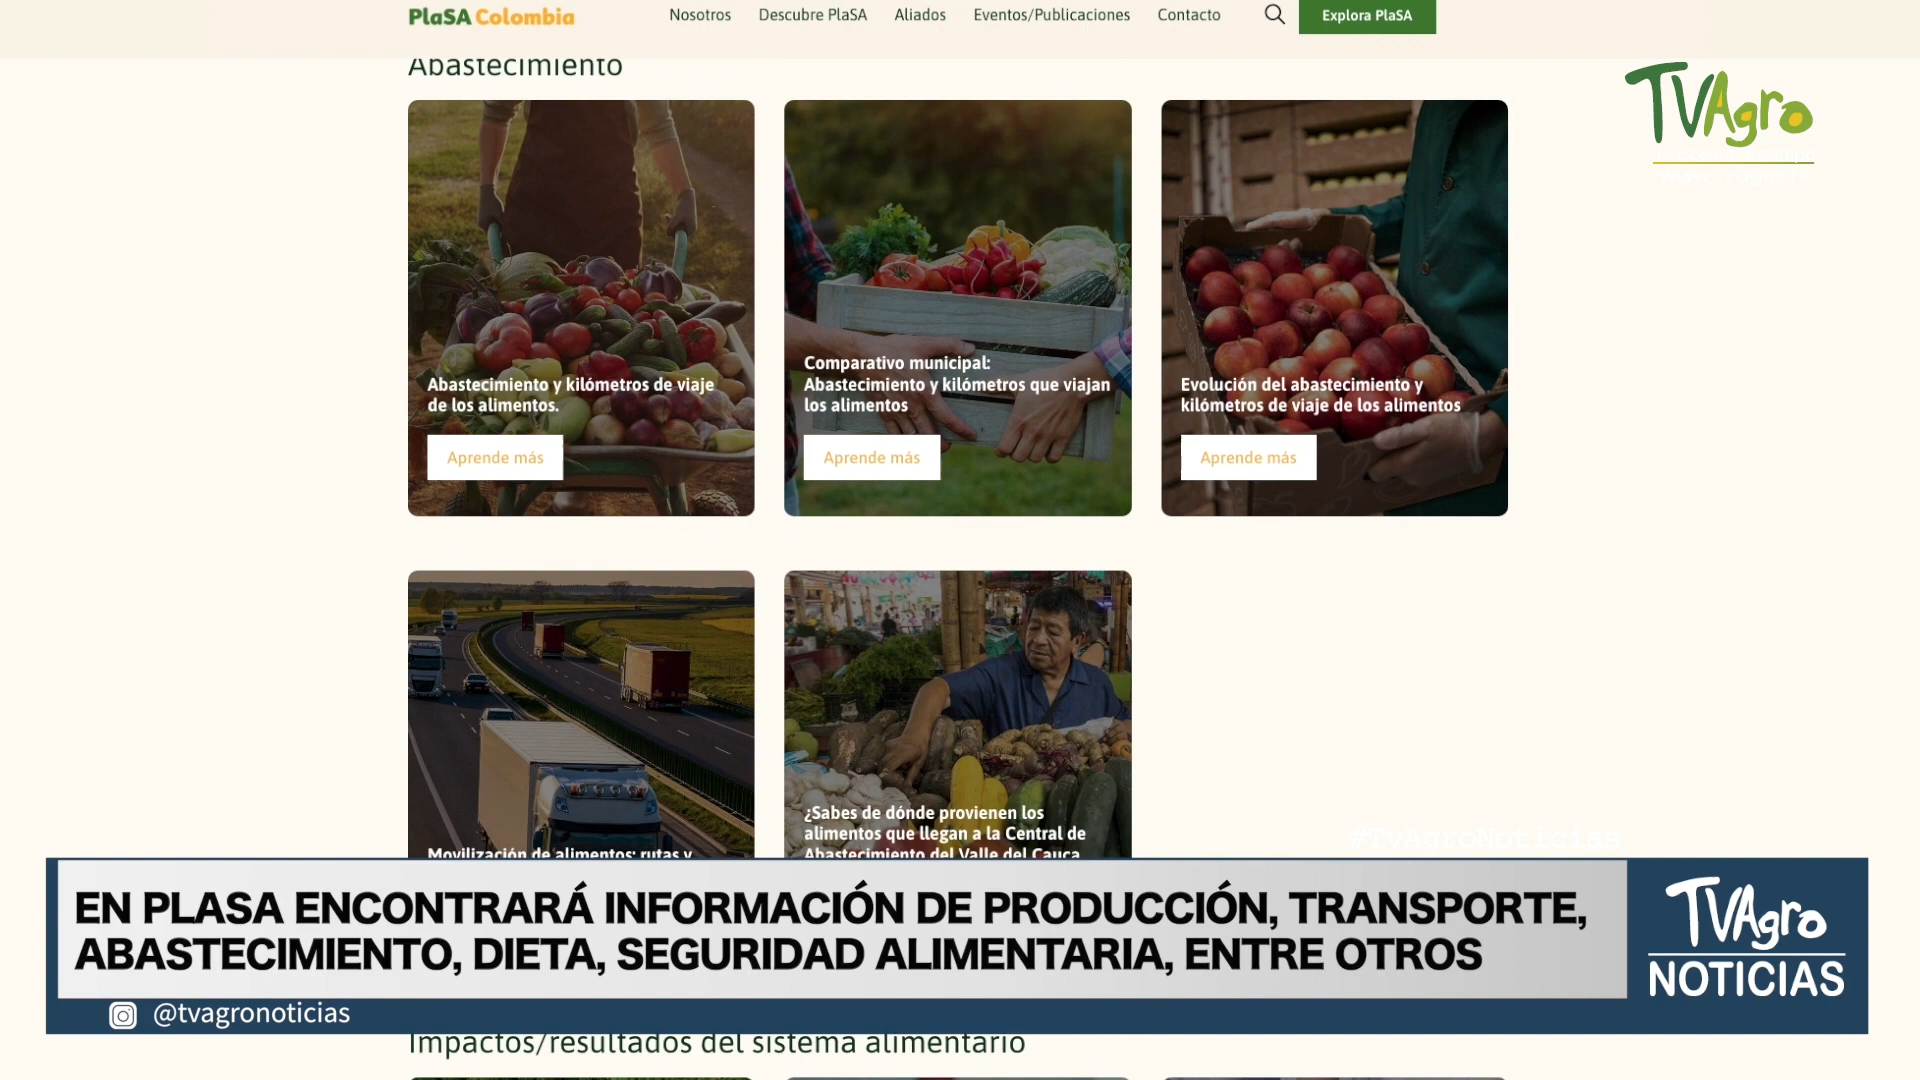 PlaSA Colombia
Nosotros Descubre PlaSA Aliados Eventos/Publicaciones Contacto Explora PlaSA
Abastecimiento
TVAgro
Abastecimiento y kilómetros de viaje
de los alimentos.
Aprende más
Comparativo municipal:
Abastecimiento y kilómetros que viajan
los alimentos
Aprende más
Evolución del abastecimiento y
kilómetros de viaje de los alimentos
Aprende más
Movilización de alimentos: rutas y
¿Sabes de dónde provienen los
alimentos que llegan a la Central de
Abastecimiento del Valle del Cauca
#TvAgroNoticias
EN PLASA ENCONTRARÁ INFORMACIÓN DE PRODUCCIÓN, TRANSPORTE,
ABASTECIMIENTO, DIETA, SEGURIDAD ALIMENTARIA, ENTRE OTROS
TVAgro
NOTICIAS
@tvagronoticias
Impactos/resultados del sistema alimentario